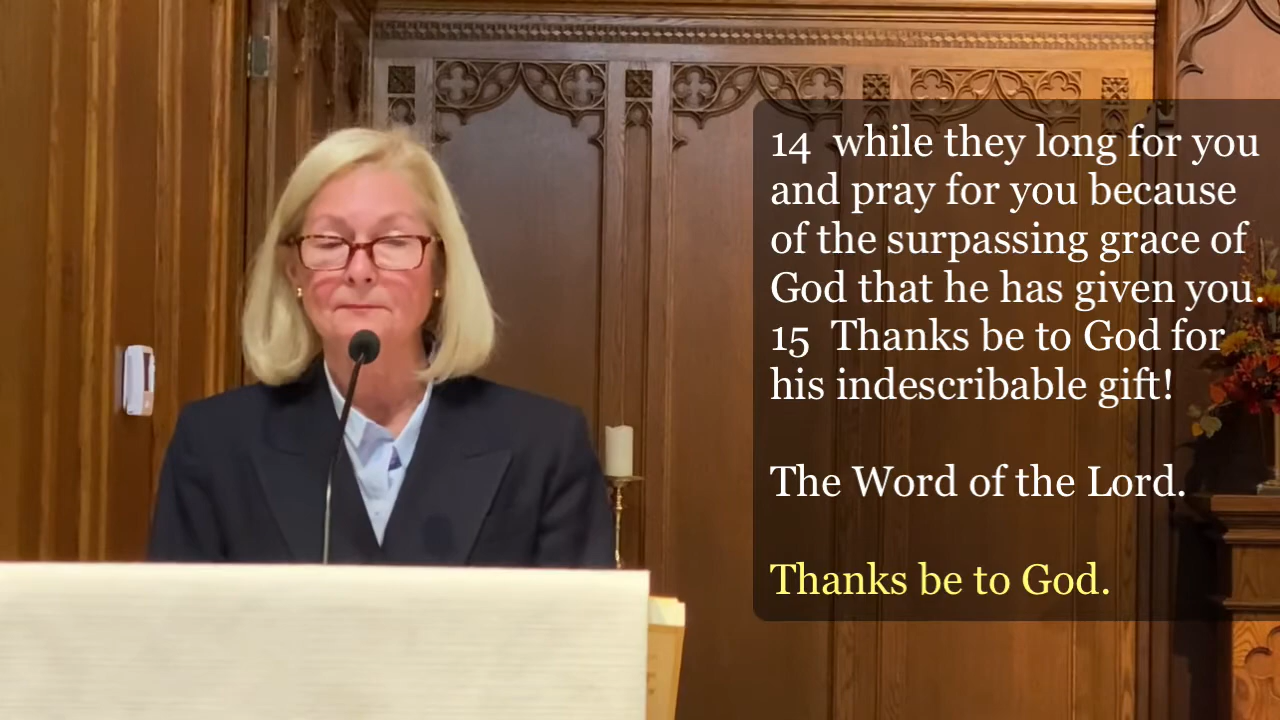 14 while they long for you
and pray for you because
of the surpassing grace of
God that he has given you.
15 Thanks be to God for
his indescribable gift!
The Word of the Lord.
Thanks be to God.